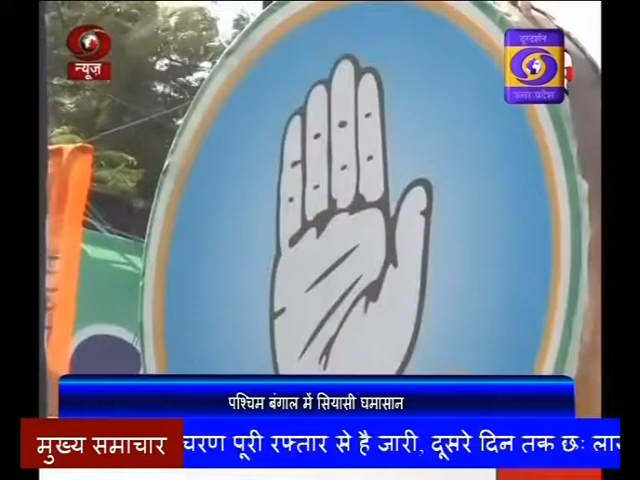 न्यूज़
दूरदर्शन
उत्तर प्रदेश
पश्चिम बंगाल में सियासी घमासान
मुख्य समाचार
चरण पूरी रफ्तार से है जारी, दूसरे दिन तक छः